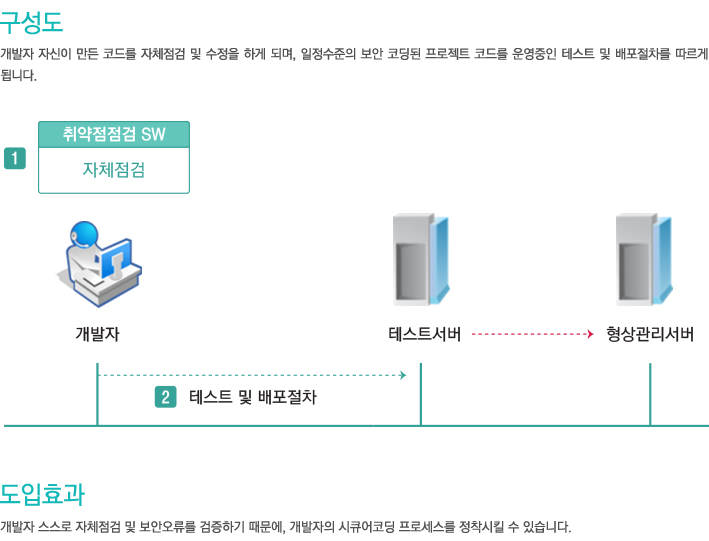 구성도
개발자 자신이 만든 코드를 자체점검 및 수정을 하게 되며, 일정수준의 보안 코딩된 프로젝트 코드를 운영중인 테스트 및 배포절차를 따르게
됩니다.
취약점점검 SW
1
자체점검
개발자
테스트서버
형상관리서버
2 테스트 및 배포절차
도입효과
개발자 스스로 자체점검 및 보안오류를 검증하기 때문에, 개발자의 시큐어코딩 프로세스를 정착시킬 수 있습니다.